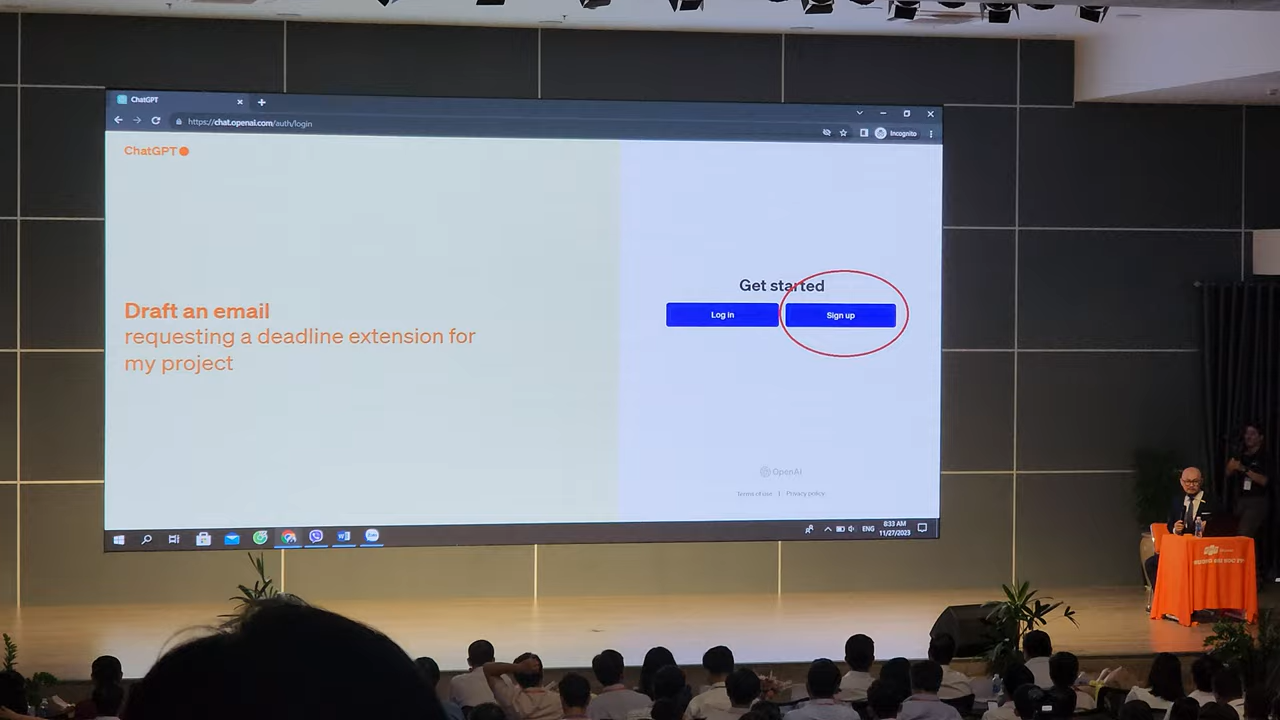 ChatGPT
https://chat.openai.com/auth/login
Incognito
ChatGPT
Draft an email
requesting a deadline extension for
my project
Get started
Log in
Sign up
OpenAI
Terms of use | Privacy policy
ENG
8:33 AM
11/27/2023